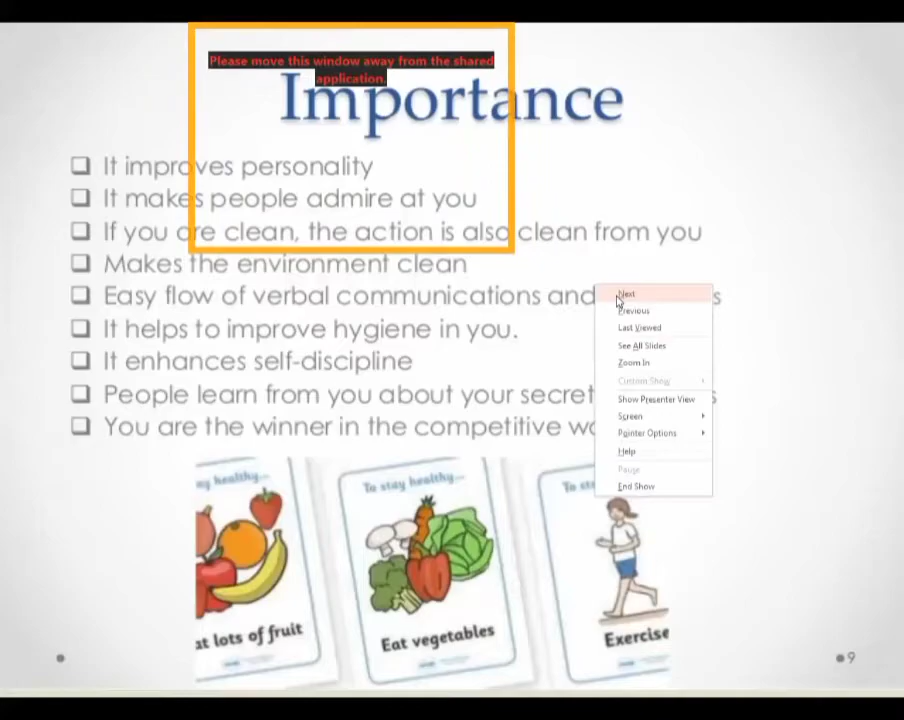 Please move this window away from the shared
application.
Importance
It improves personality
It makes people admire at you
If you are clean, the action is also clean from you
Makes the environment clean
Easy flow of verbal communications and s
It helps to improve hygiene in you.
It enhances self-discipline
People learn from you about your secret s
You are the winner in the competitive wo
Next
Previous
Last Viewed
See All Slides
Zoom In
Custom Show
Show Presenter View
Screen
Pointer Options
Help
Pause
End Show
ay healthy...
To stay healthy...
To st
at lots of fruit
Eat vegetables
Exercise
9